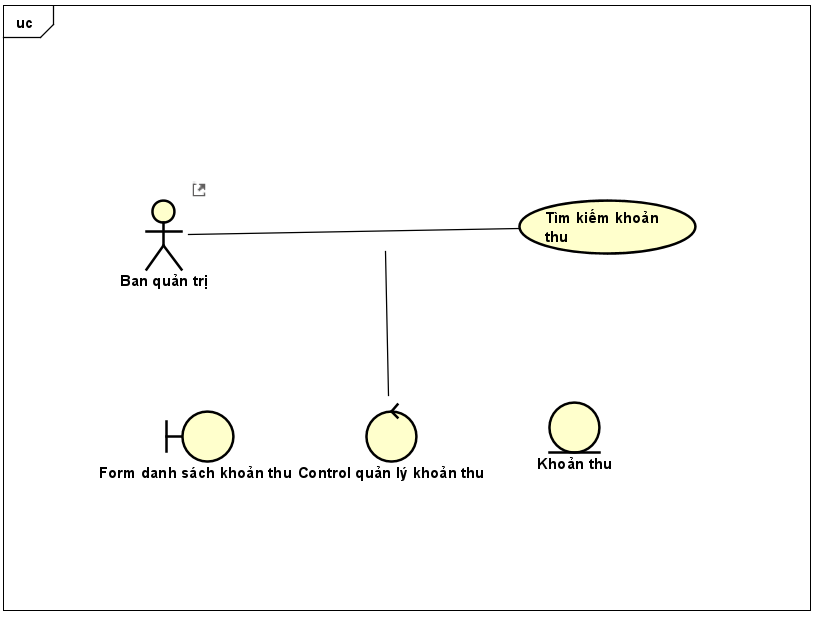 uc
Tìm kiếm khoản
thu
Ban quản trị
Form danh sách khoản thu
Control quản lý khoản thu
Khoản thu